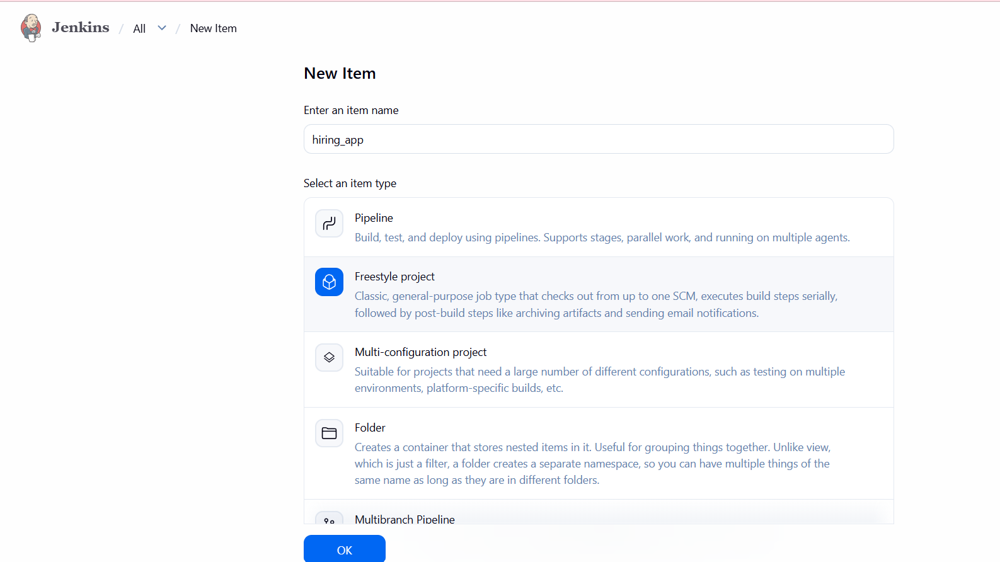 Jenkins / All / New Item
New Item
Enter an item name
hiring_app
Select an item type
Pipeline
Build, test, and deploy using pipelines. Supports stages, parallel work, and running on multiple agents.
Freestyle project
Classic, general-purpose job type that checks out from up to one SCM, executes build steps serially,
followed by post-build steps like archiving artifacts and sending email notifications.
Multi-configuration project
Suitable for projects that need a large number of different configurations, such as testing on multiple
environments, platform-specific builds, etc.
Folder
Creates a container that stores nested items in it. Useful for grouping things together. Unlike view,
which is just a filter, a folder creates a separate namespace, so you can have multiple things of the
same name as long as they are in different folders.
Multibranch Pipeline
OK